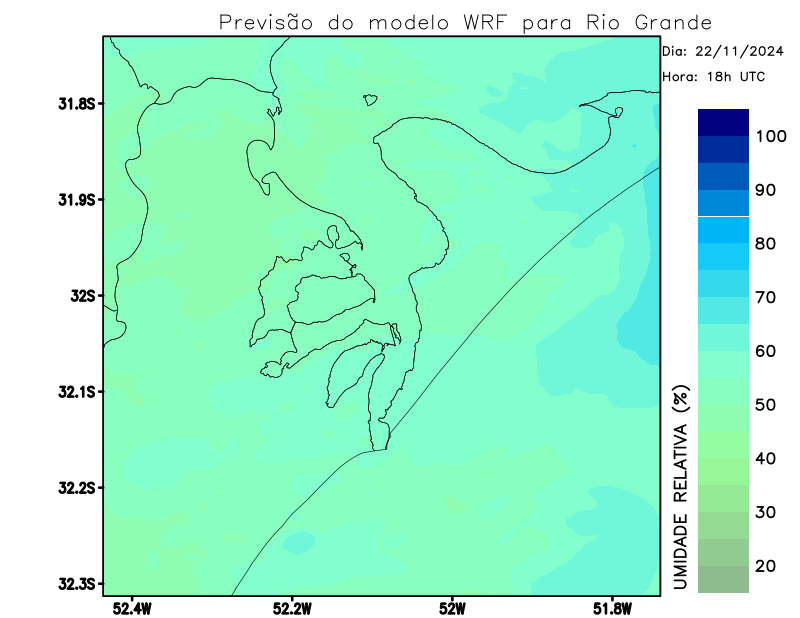 Previsão do modelo WRF para Rio Grande
Dia: 22/11/2024
Hora: 18h UTC
31.8S
31.9S
32S
32.1S
32.2S
32.3S
52.4W
52.2W
52W
51.8W
100
90
80
70
60
50
40
30
20
UMIDADE RELATIVA (%)